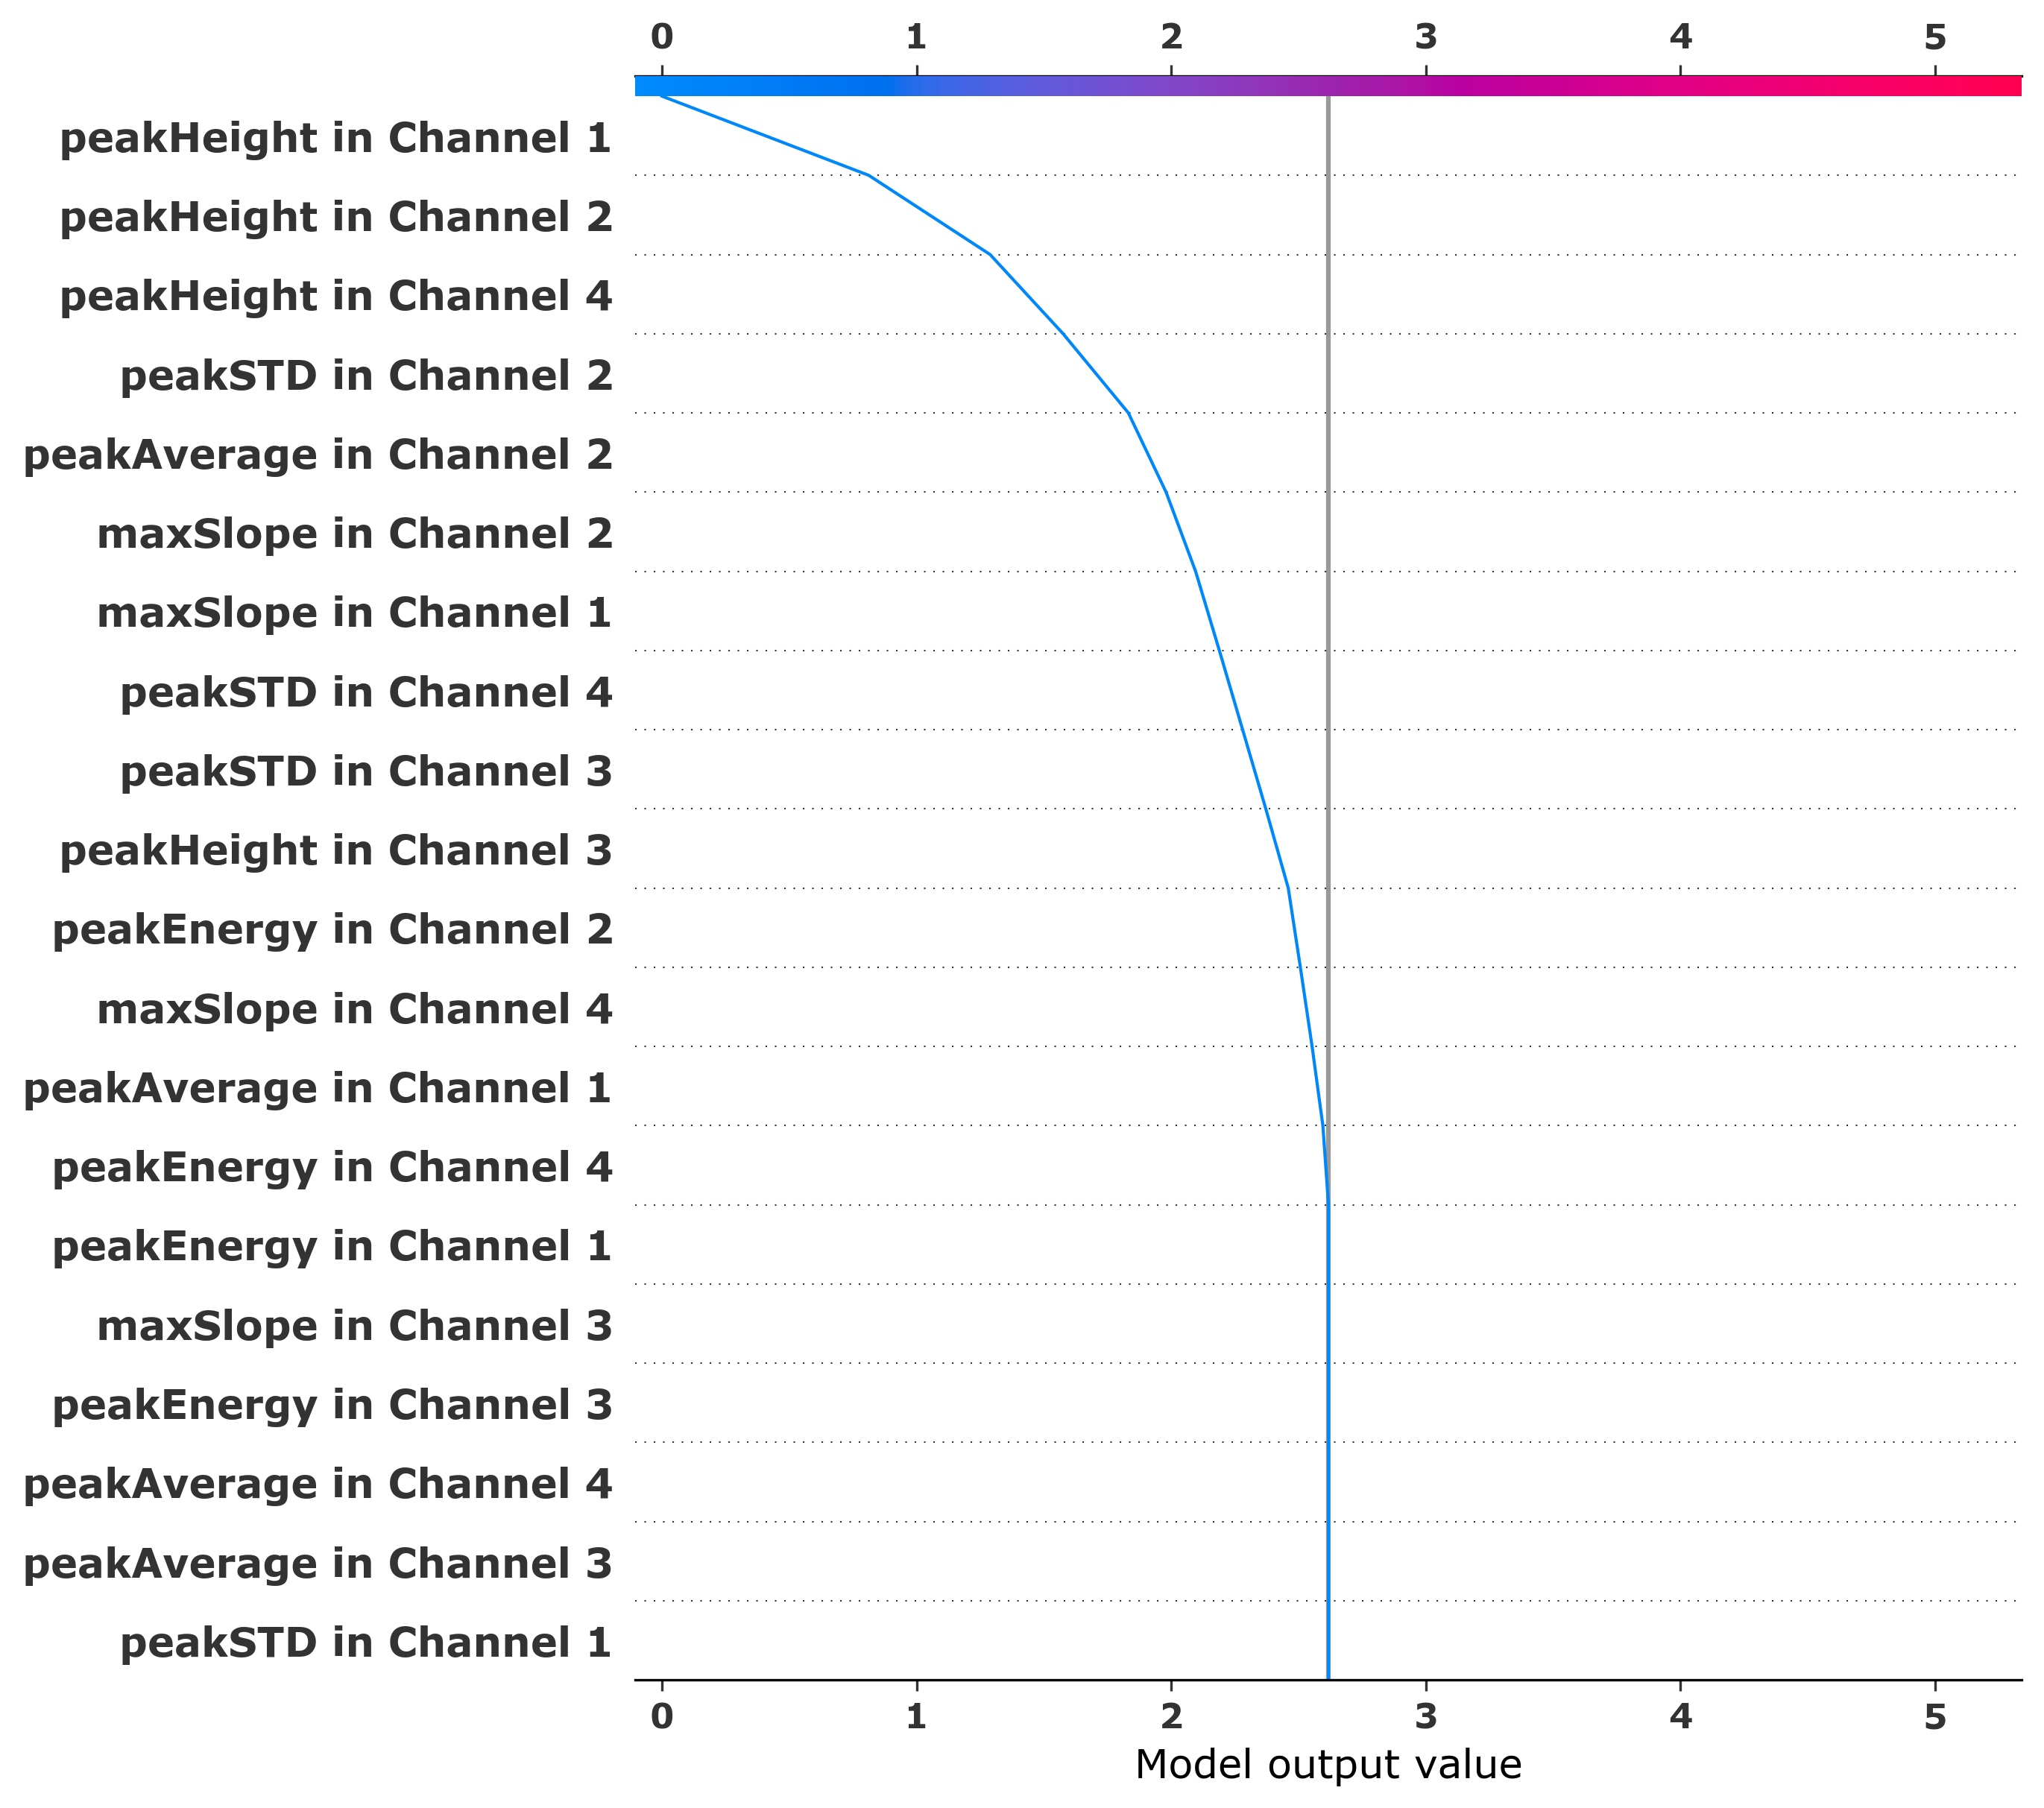 0 1 2 3 4 5
peakHeight in Channel 1
peakHeight in Channel 2
peakHeight in Channel 4
peakSTD in Channel 2
peakAverage in Channel 2
maxSlope in Channel 2
maxSlope in Channel 1
peakSTD in Channel 4
peakSTD in Channel 3
peakHeight in Channel 3
peakEnergy in Channel 2
maxSlope in Channel 4
peakAverage in Channel 1
peakEnergy in Channel 4
peakEnergy in Channel 1
maxSlope in Channel 3
peakEnergy in Channel 3
peakAverage in Channel 4
peakAverage in Channel 3
peakSTD in Channel 1
0 1 2 3 4 5
Model output value